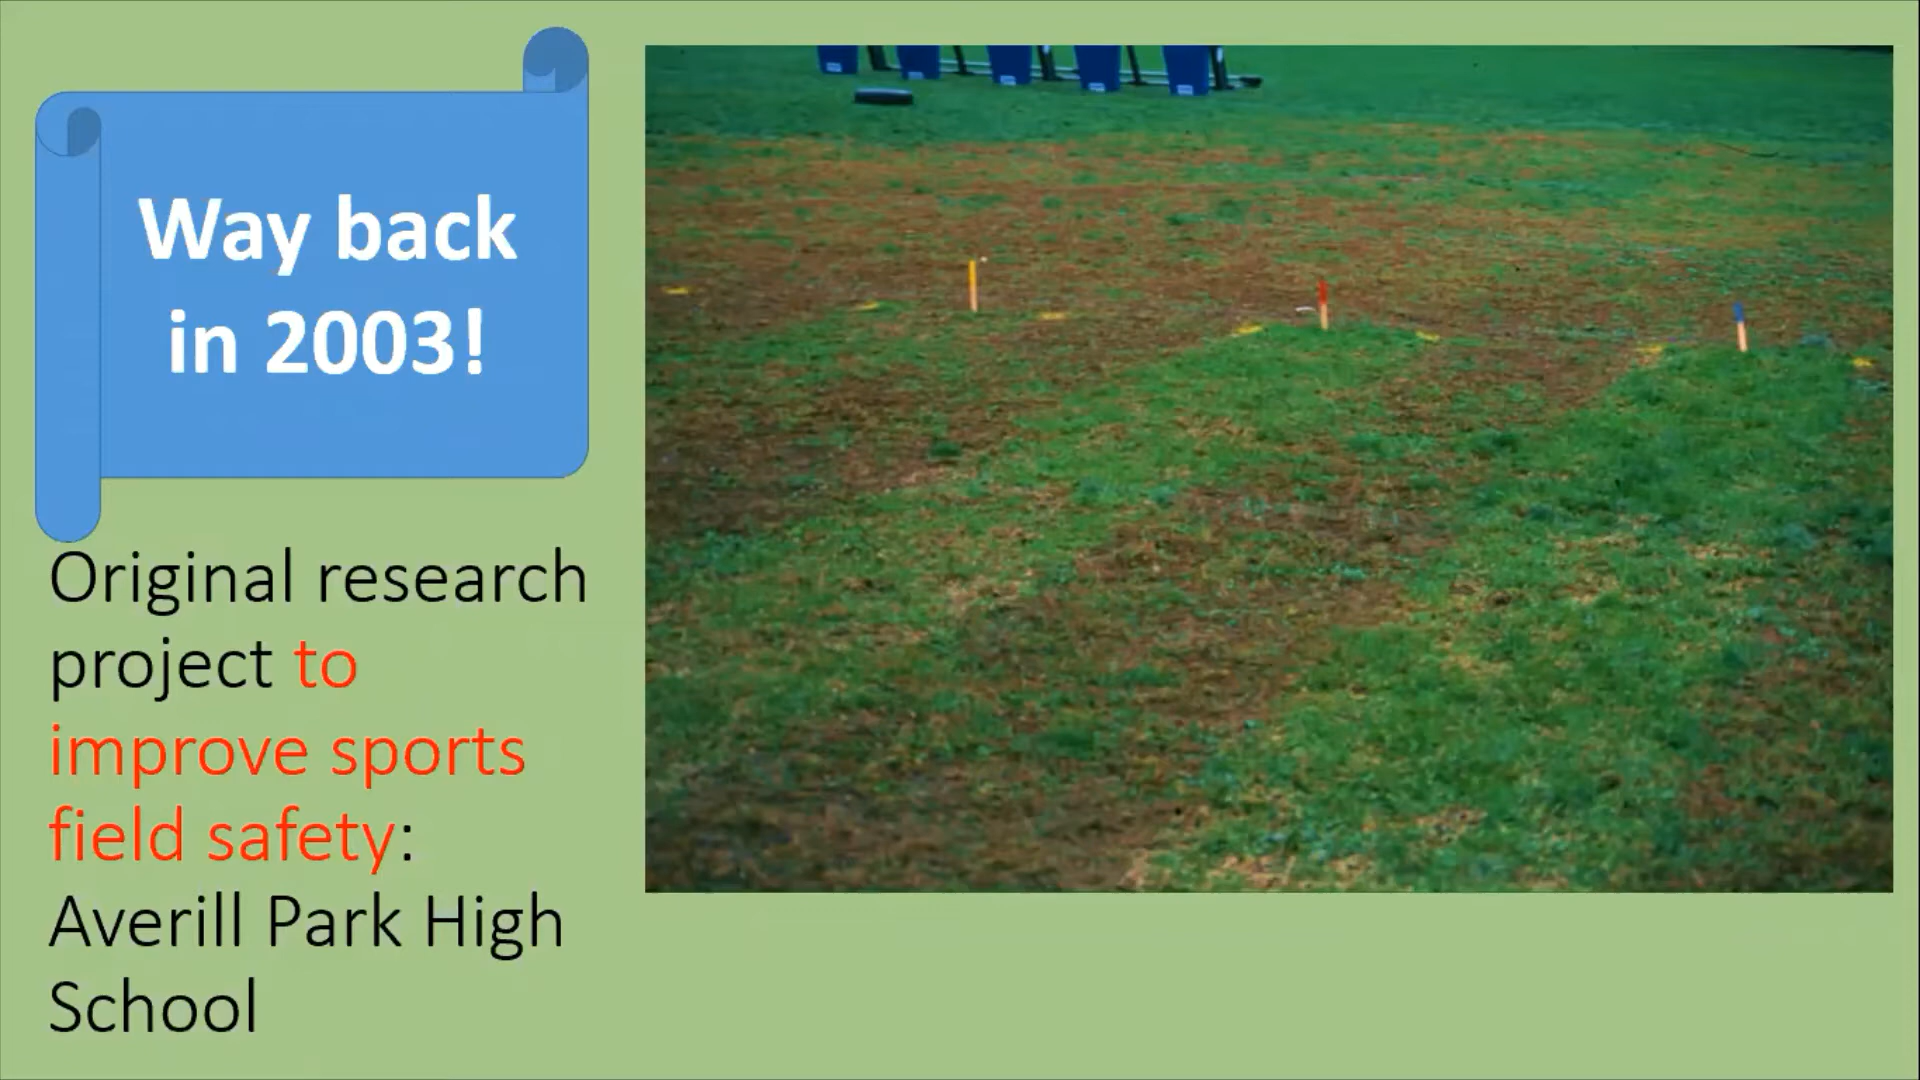 Way back
in 2003!
Original research
project to
improve sports
field safety:
Averill Park High
School